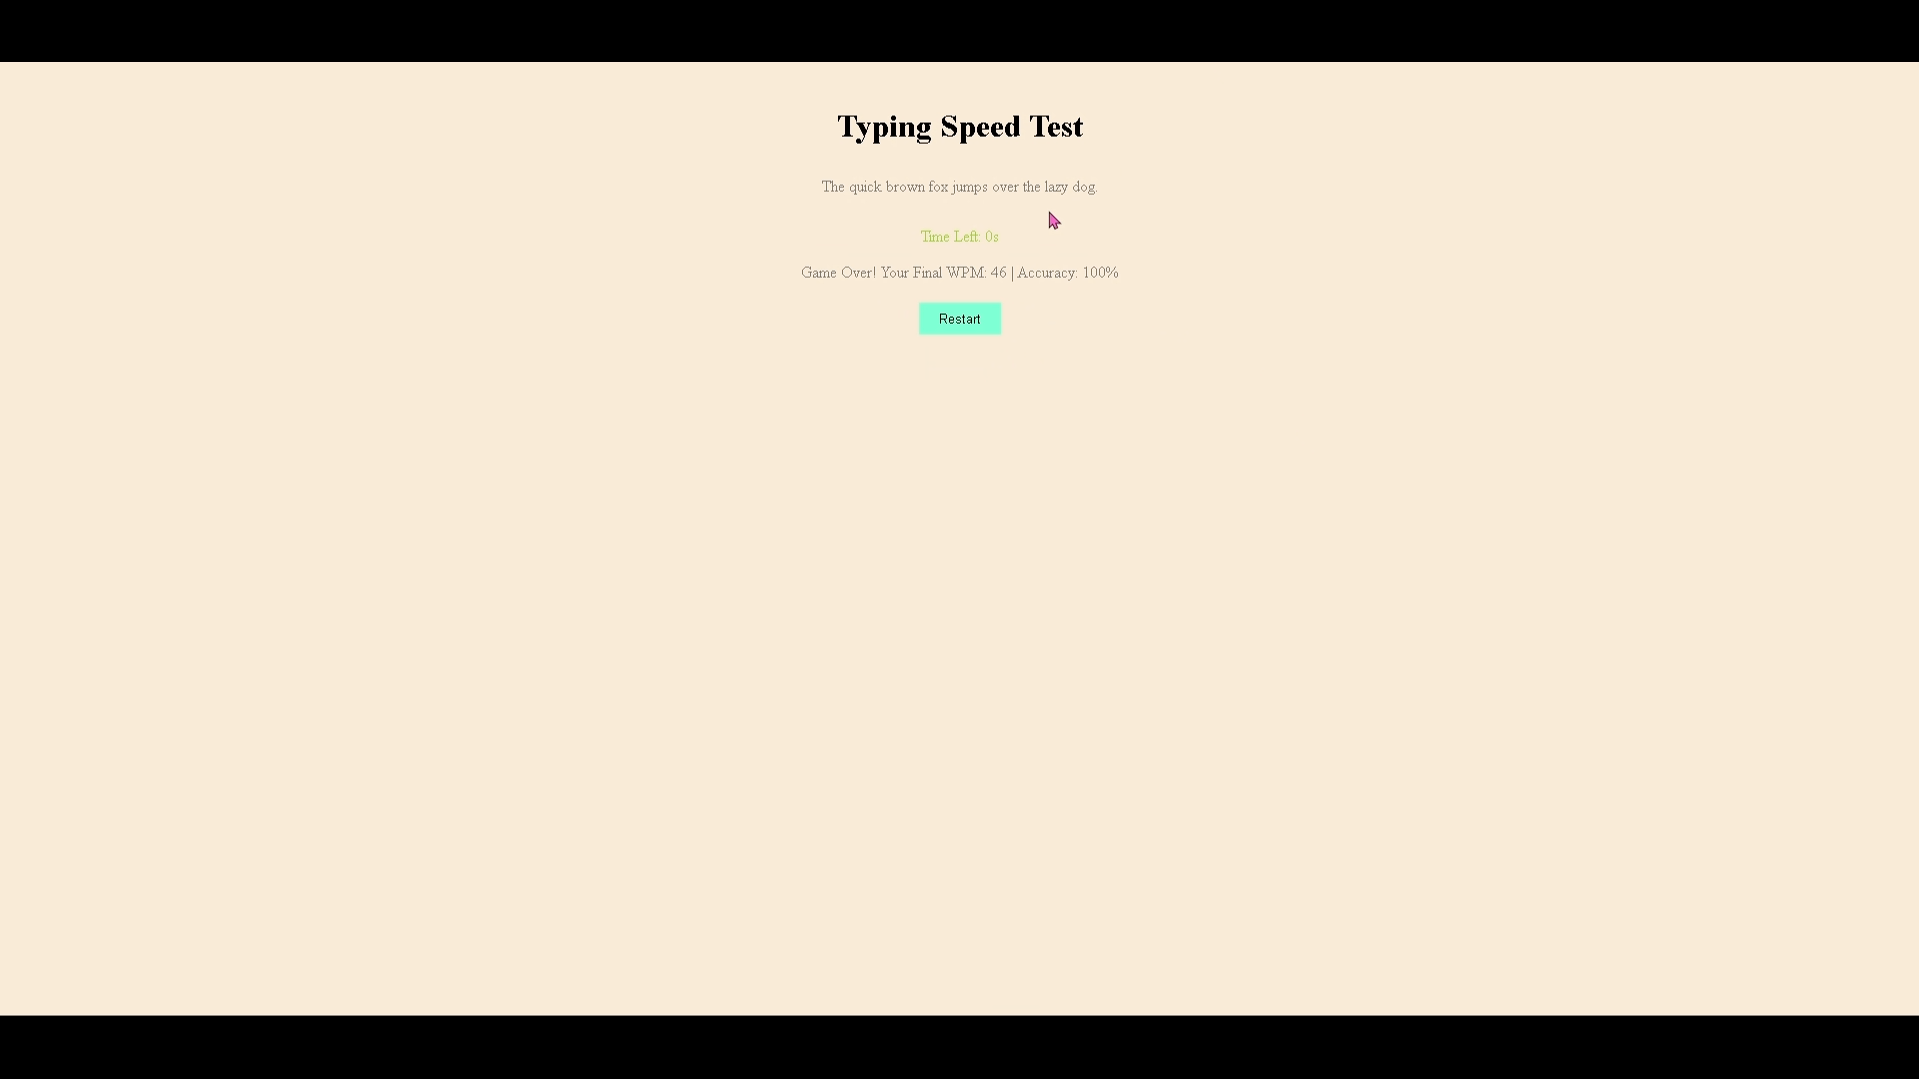 Typing Speed Test
The quick brown fox jumps over the lazy dog.
Time Left: 0s
Game Over! Your Final WPM: 46 | Accuracy: 100%
Restart